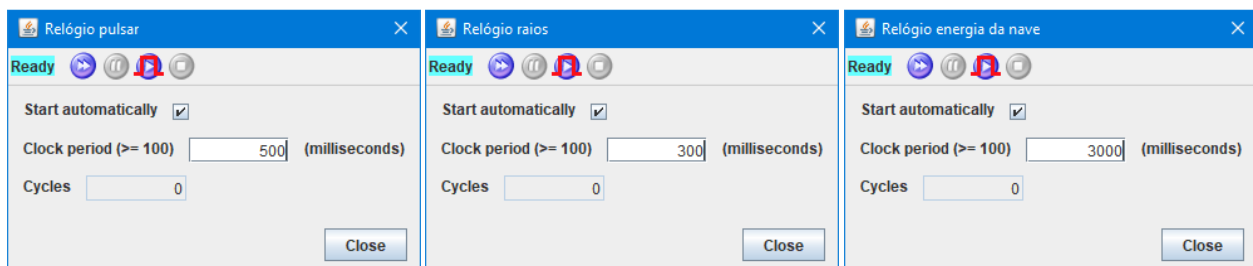 Relógio pulsar
Ready
Start automatically
Clock period (>= 100) 500 (milliseconds)
Cycles 0
Close
Relógio raios
Ready
Start automatically
Clock period (>= 100) 300 (milliseconds)
Cycles 0
Close
Relógio energia da nave
Ready
Start automatically
Clock period (>= 100) 3000 (milliseconds)
Cycles 0
Close